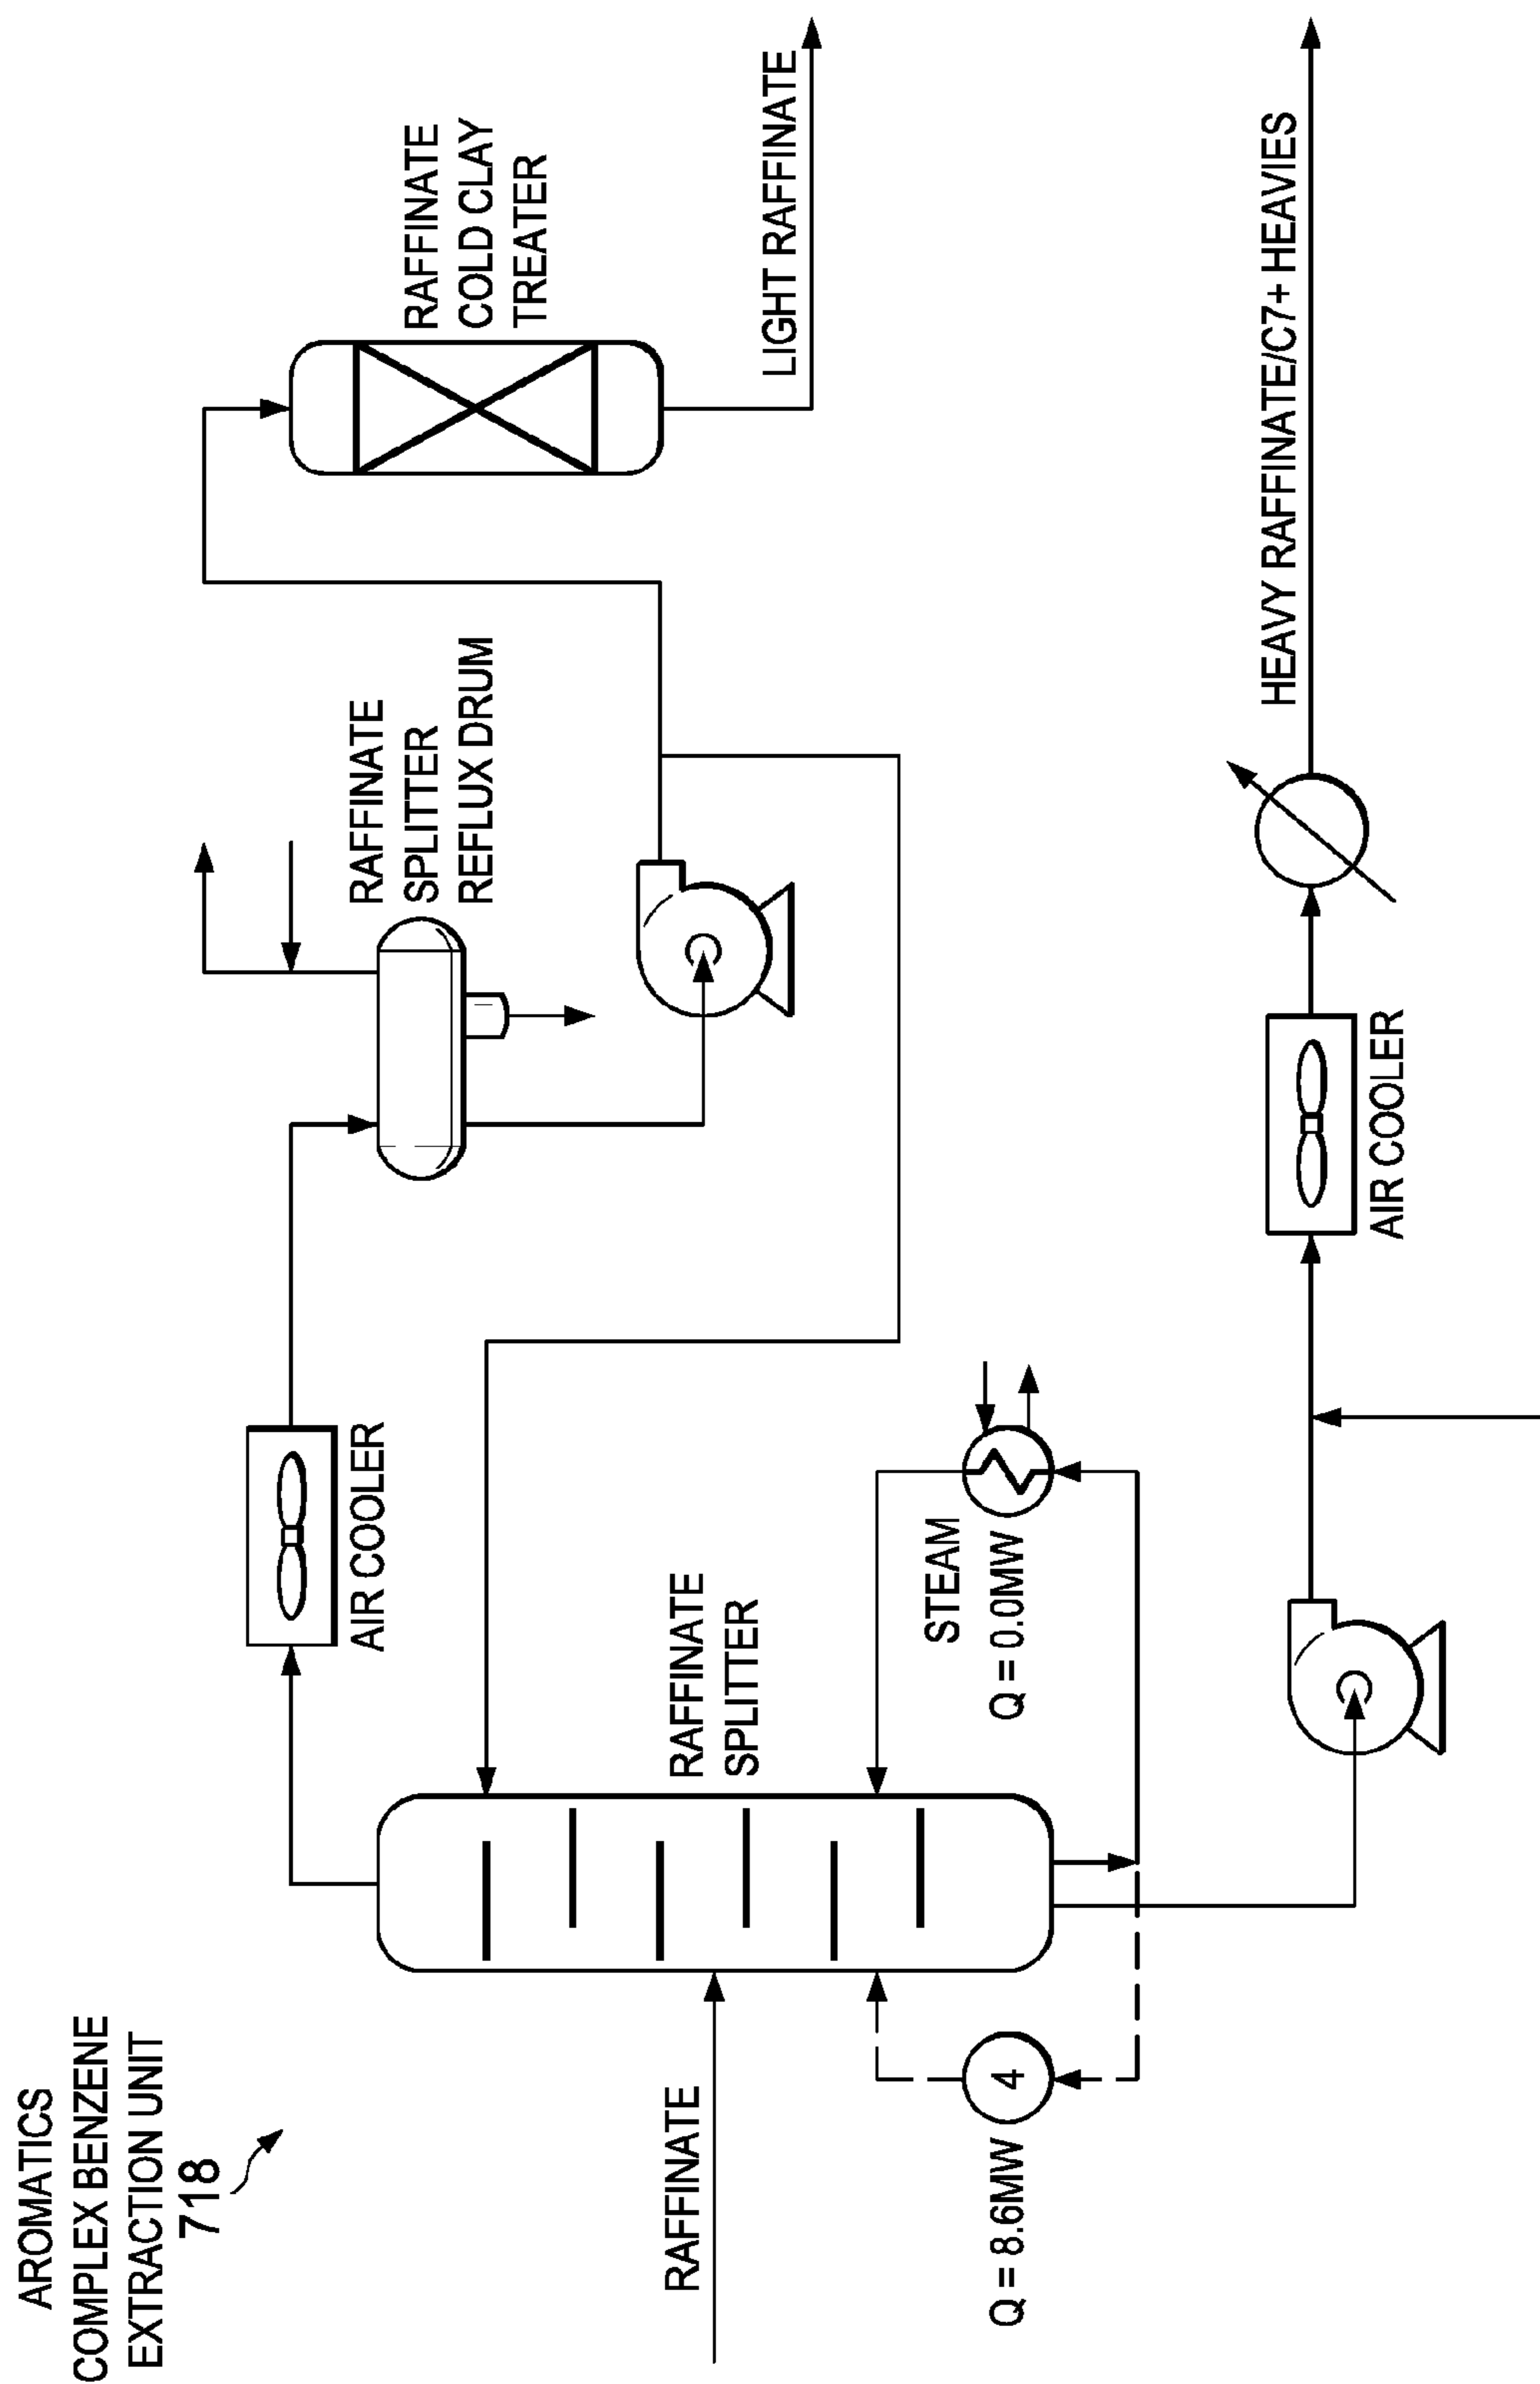 AROMATICS
COMPLEX BENZENE
EXTRACTION UNIT
718
AIR COOLER
RAFFINATE
SPLITTER
REFLUX DRUM
RAFFINATE
COLD CLAY
TREATER
RAFFINATE
RAFFINATE
SPLITTER
LIGHT RAFFINATE
STEAM
Q = 0.0MW
4
Q = 8.6MW
AIR COOLER
HEAVY RAFFINATE/C7+ HEAVIES